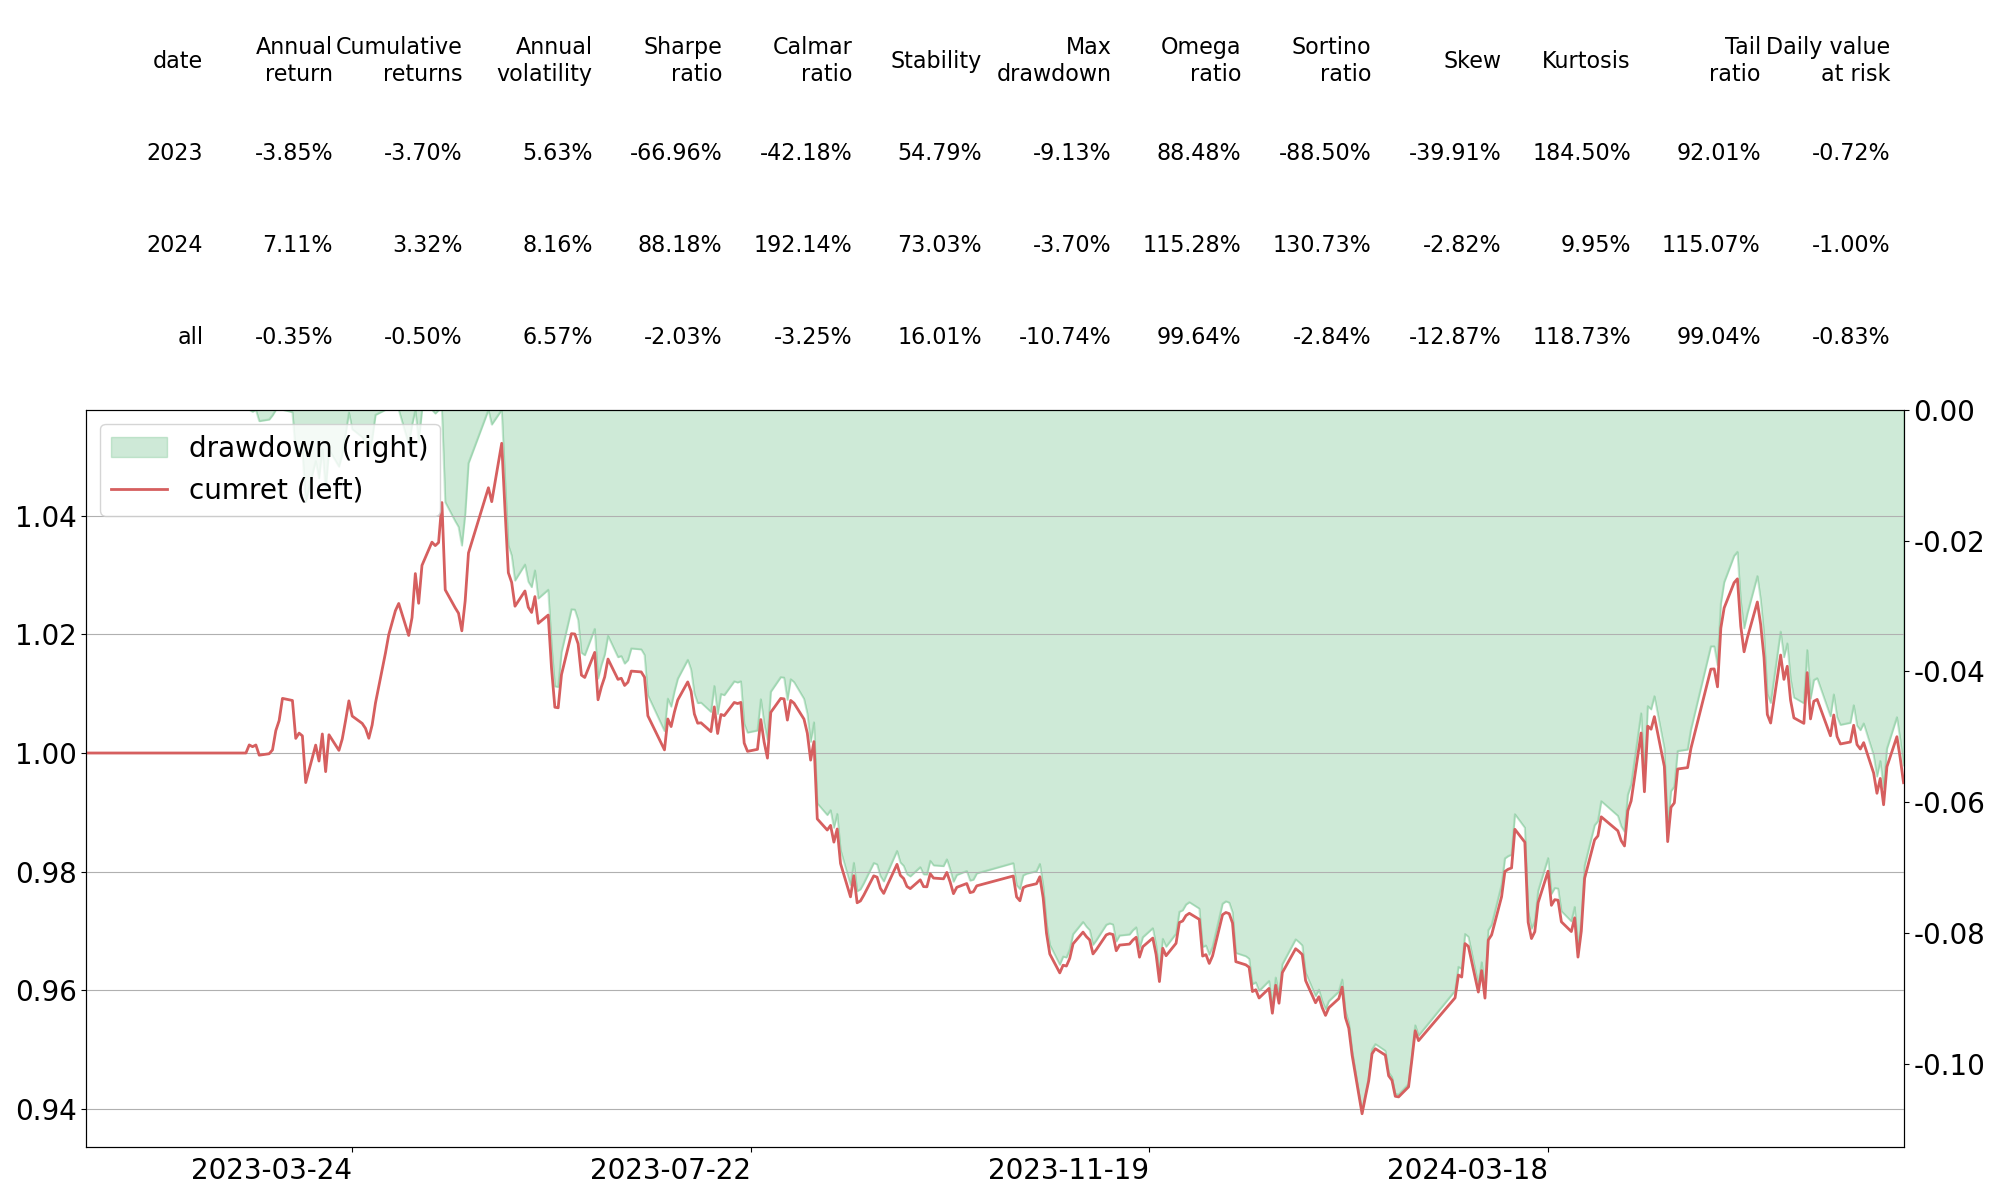 date Annual return Cumulative returns Annual volatility Sharpe ratio Calmar ratio Stability Max drawdown Omega ratio Sortino ratio Skew Kurtosis Tail ratio Daily value at risk
2023 -3.85% -3.70% 5.63% -66.96% -42.18% 54.79% -9.13% 88.48% -88.50% -39.91% 184.50% 92.01% -0.72%
2024 7.11% 3.32% 8.16% 88.18% 192.14% 73.03% -3.70% 115.28% 130.73% -2.82% 9.95% 115.07% -1.00%
all -0.35% -0.50% 6.57% -2.03% -3.25% 16.01% -10.74% 99.64% -2.84% -12.87% 118.73% 99.04% -0.83%
drawdown (right)
cumret (left)
1.04
1.02
1.00
0.98
0.96
0.94
0.00
-0.02
-0.04
-0.06
-0.08
-0.10
2023-03-24 2023-07-22 2023-11-19 2024-03-18